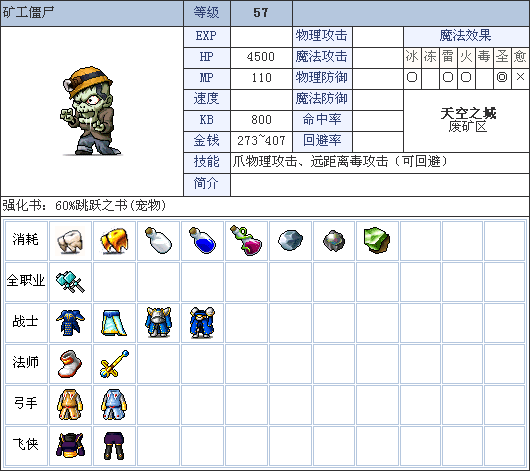 矿工僵尸 等级 57
EXP 物理攻击 魔法效果
HP 4500 魔法攻击 冰 冻 雷 火 毒 圣 愈
MP 110 物理防御 ○ ○ ○ ◎ ×
速度 魔法防御 天空之城
废矿区
KB 800 命中率
金钱 273~407 回避率
技能 爪物理攻击、远距离毒攻击（可回避）
简介
强化书: 60%跳跃之书(宠物)
消耗
全职业
战士
法师
弓手
飞侠